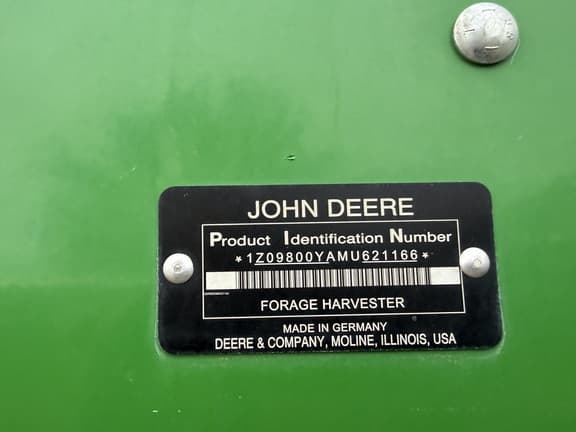 JOHN DEERE
Product Identification Number
*1Z09800YAMU621166*
FORAGE HARVESTER
MADE IN GERMANY
DEERE & COMPANY, MOLINE, ILLINOIS, USA